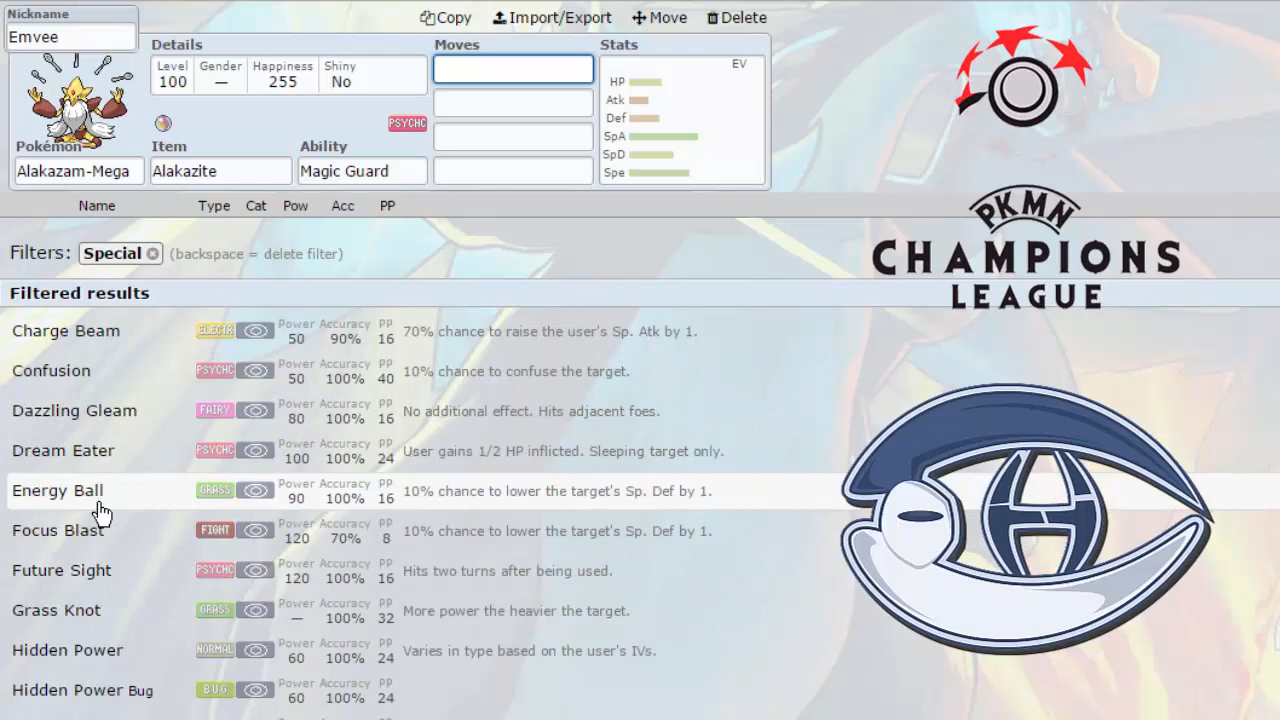 Nickname
Emvee
Copy Import/Export Move Delete
Details
Moves
Stats
Level Gender Happiness Shiny
100 — 255 No
EV
HP
Atk
Def
SpA
SpD
Spe
PSYCHC
Pokémon Item Ability
Alakazam-Mega Alakazite Magic Guard
Name Type Cat Pow Acc PP
Filters: Special (backspace = delete filter)
Filtered results
Charge Beam ELECTR Power 50 Accuracy 90% PP 16 70% chance to raise the user's Sp. Atk by 1.
Confusion PSYCHC Power 50 Accuracy 100% PP 40 10% chance to confuse the target.
Dazzling Gleam FAIRY Power 80 Accuracy 100% PP 16 No additional effect. Hits adjacent foes.
Dream Eater PSYCHC Power 100 Accuracy 100% PP 24 User gains 1/2 HP inflicted. Sleeping target only.
Energy Ball GRASS Power 90 Accuracy 100% PP 16 10% chance to lower the target's Sp. Def by 1.
Focus Blast FIGHT Power 120 Accuracy 70% PP 8 10% chance to lower the target's Sp. Def by 1.
Future Sight PSYCHC Power 120 Accuracy 100% PP 16 Hits two turns after being used.
Grass Knot GRASS Power — Accuracy 100% PP 32 More power the heavier the target.
Hidden Power NORMAL Power 60 Accuracy 100% PP 24 Varies in type based on the user's IVs.
Hidden Power Bug BUG Power 60 Accuracy 100% PP 24
PKMN
CHAMPIONS
LEAGUE